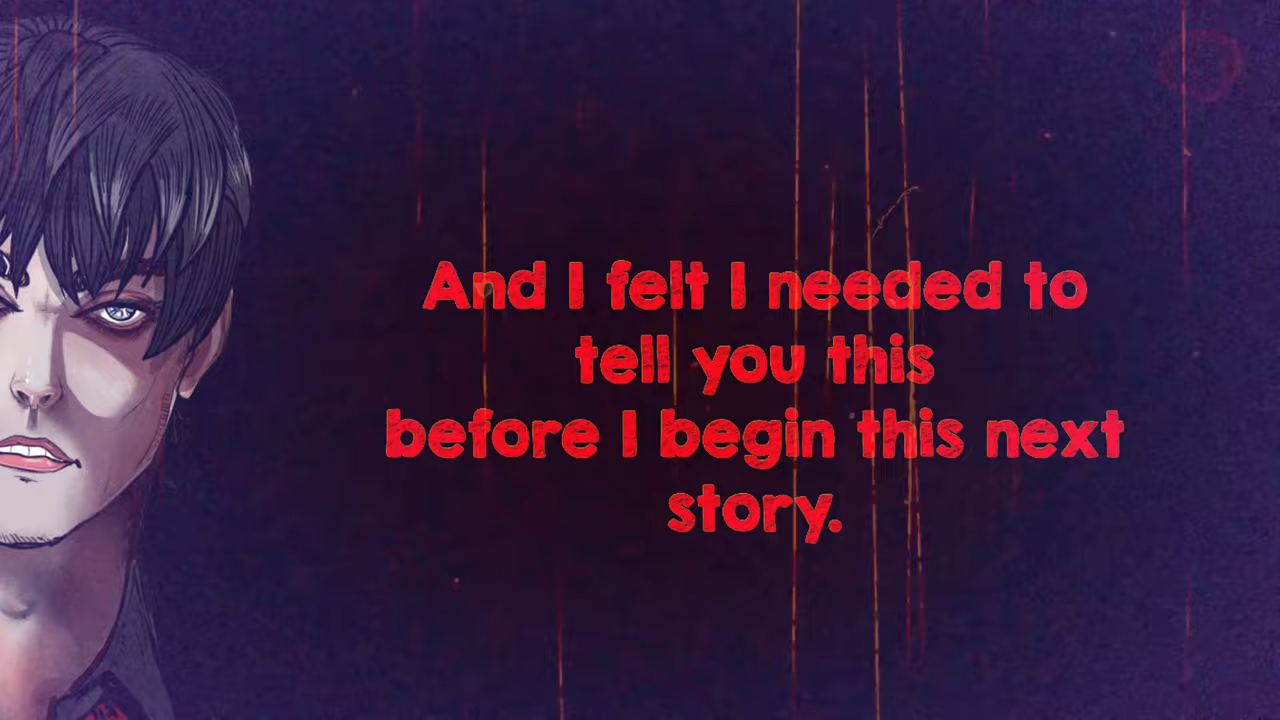 And I felt I needed to
tell you this
before I begin this next
story.